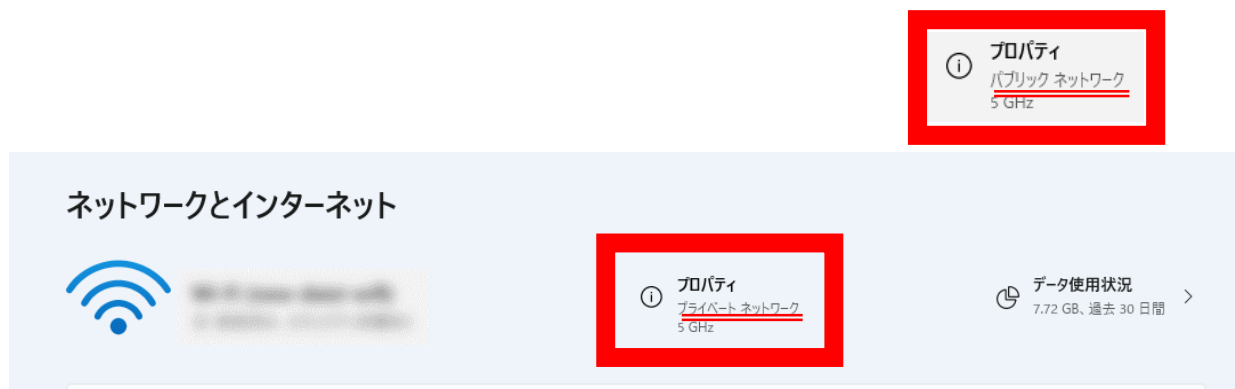 プロパティ
パブリック ネットワーク
5 GHz
ネットワークとインターネット
プロパティ
プライベート ネットワーク
5 GHz
データ使用状況
7.72 GB、過去 30 日間